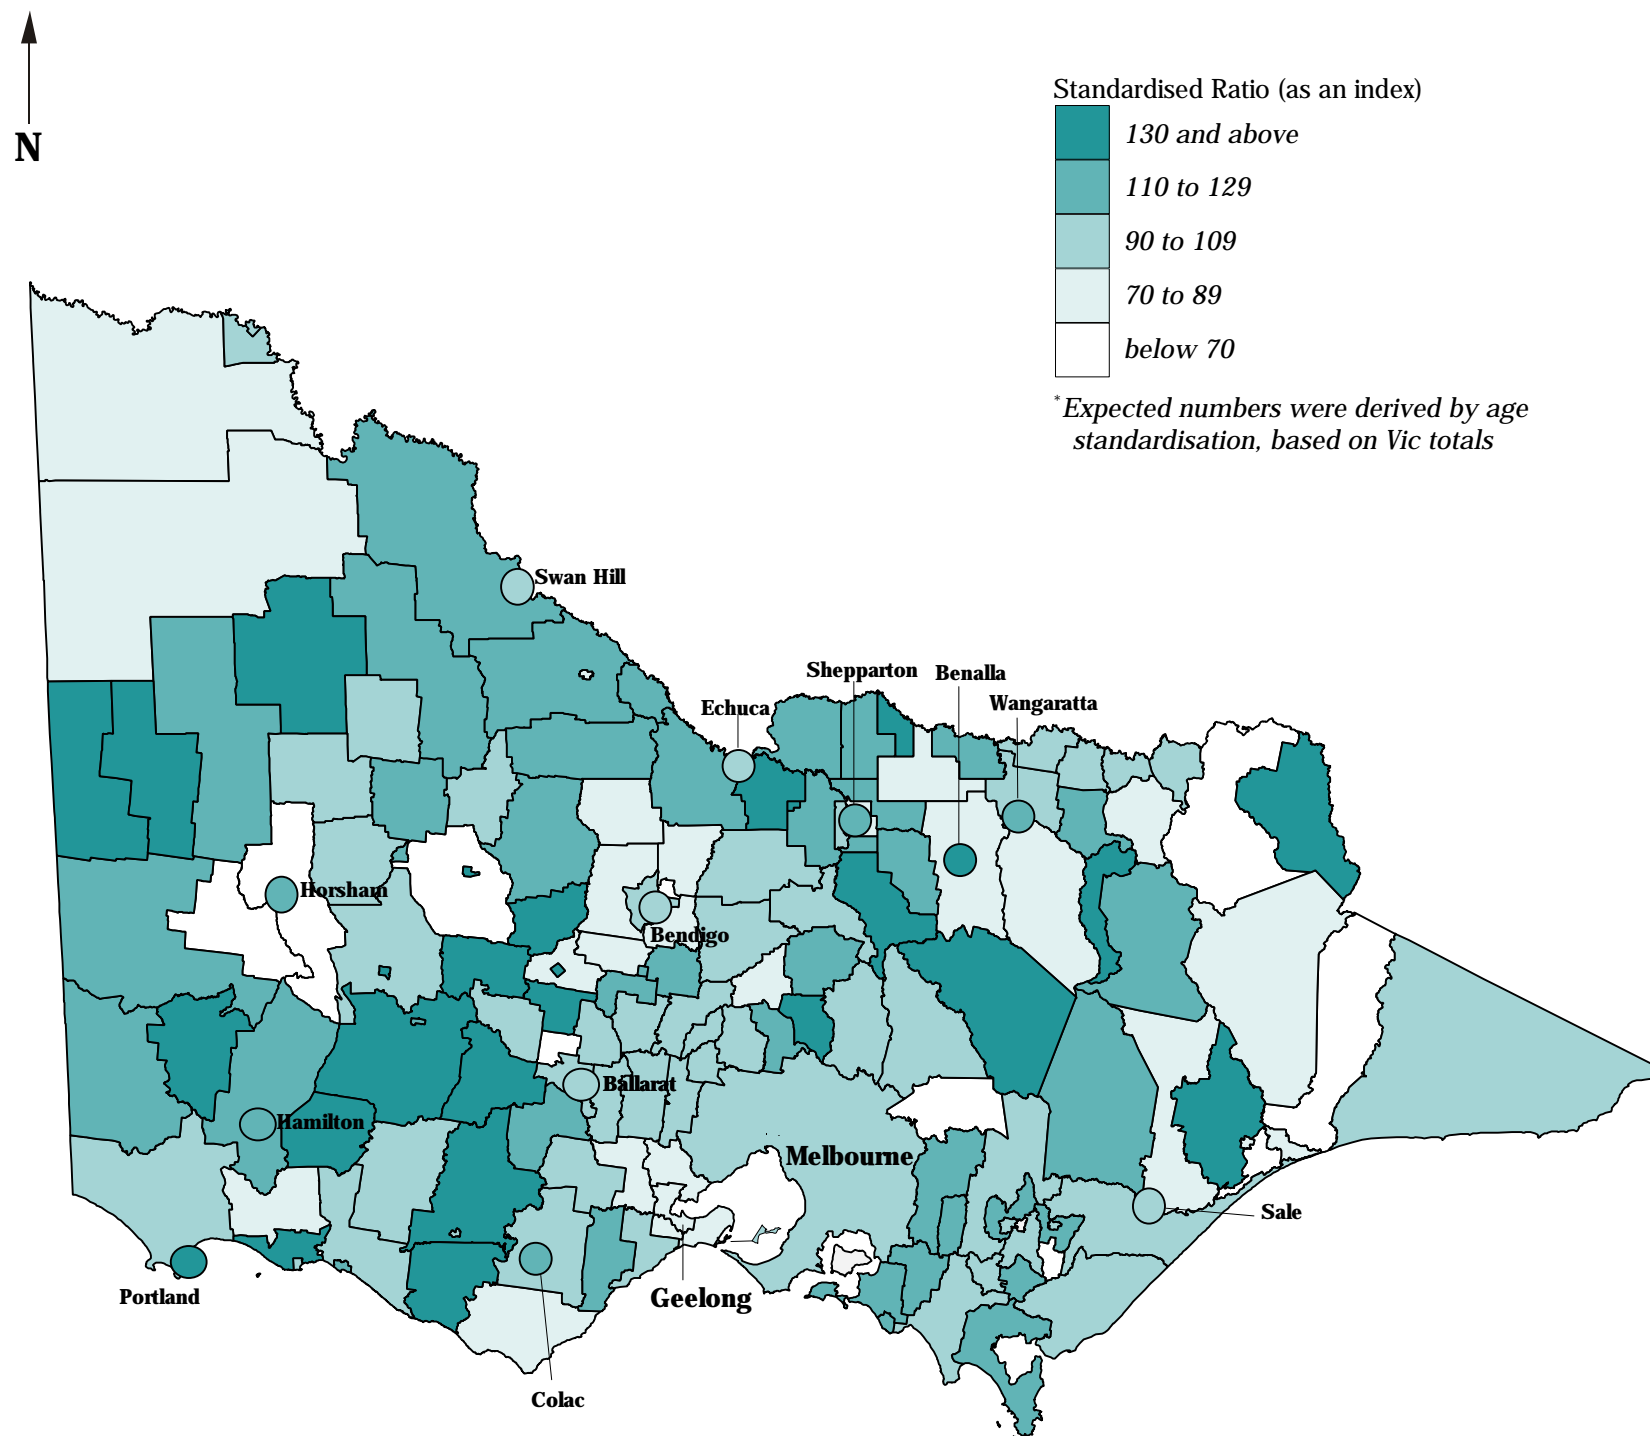 N
Standardised Ratio (as an index)
130 and above
110 to 129
90 to 109
70 to 89
below 70
*Expected numbers were derived by age
standardisation, based on Vic totals
Swan Hill
Shepparton
Benalla
Wangaratta
Echuca
Horsham
Bendigo
Ballarat
Hamilton
Melbourne
Sale
Portland
Geelong
Colac